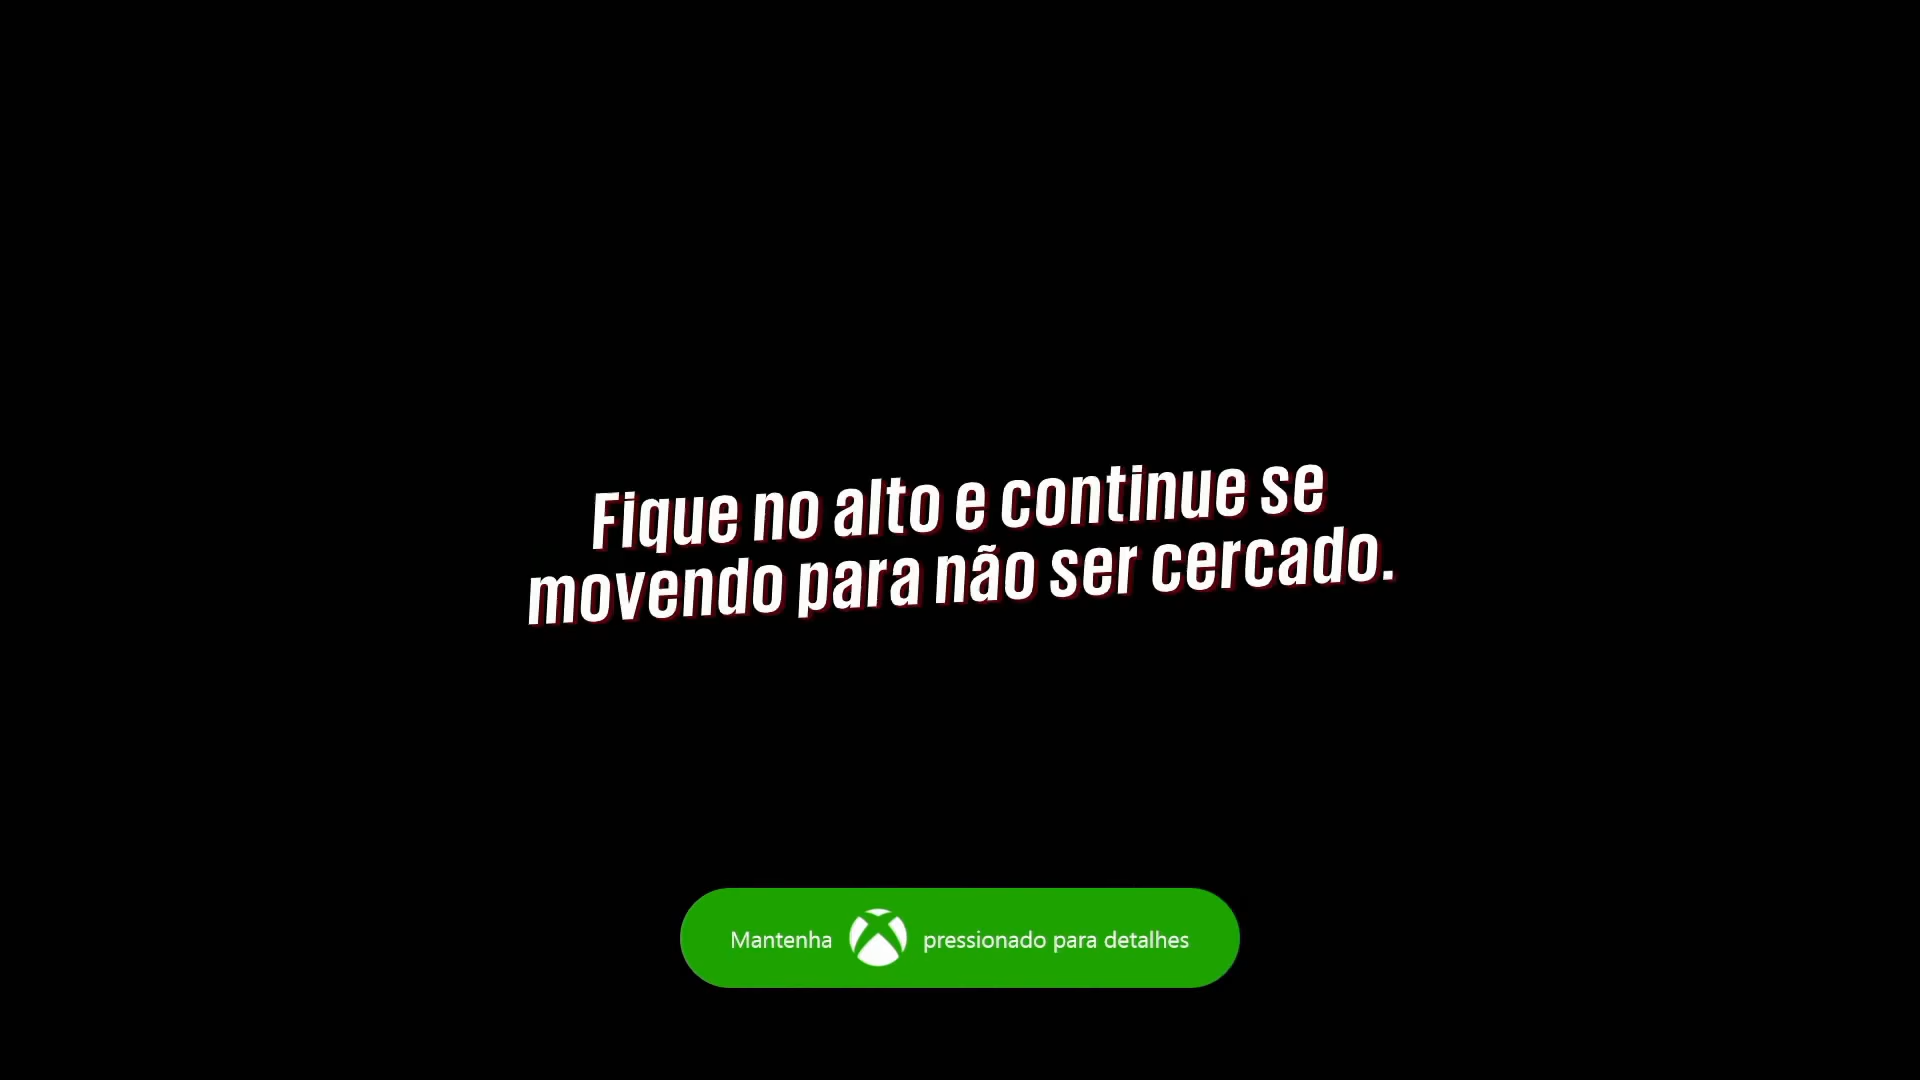 Fique no alto e continue se
movendo para não ser cercado.
Mantenha pressionado para detalhes